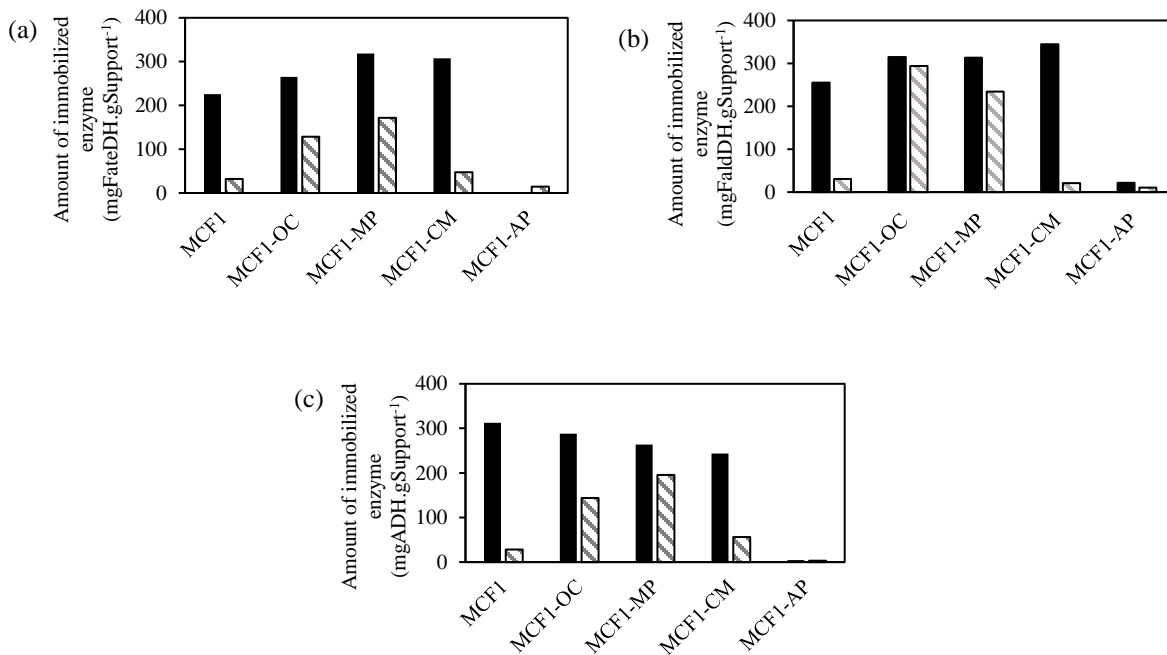 (a)
Amount of immobilized
enzyme
(mgFateDH.gSupport-1)
400
300
200
100
0
MCF1
MCF1-OC
MCF1-MP
MCF1-CM
MCF1-AP
(b)
Amount of immobilized
enzyme
(mgFaldDH.gSupport-1)
400
300
200
100
0
MCF1
MCF1-OC
MCF1-MP
MCF1-CM
MCF1-AP
(c)
Amount of immobilized
enzyme
(mgADH.gSupport-1)
400
300
200
100
0
MCF1
MCF1-OC
MCF1-MP
MCF1-CM
MCF1-AP